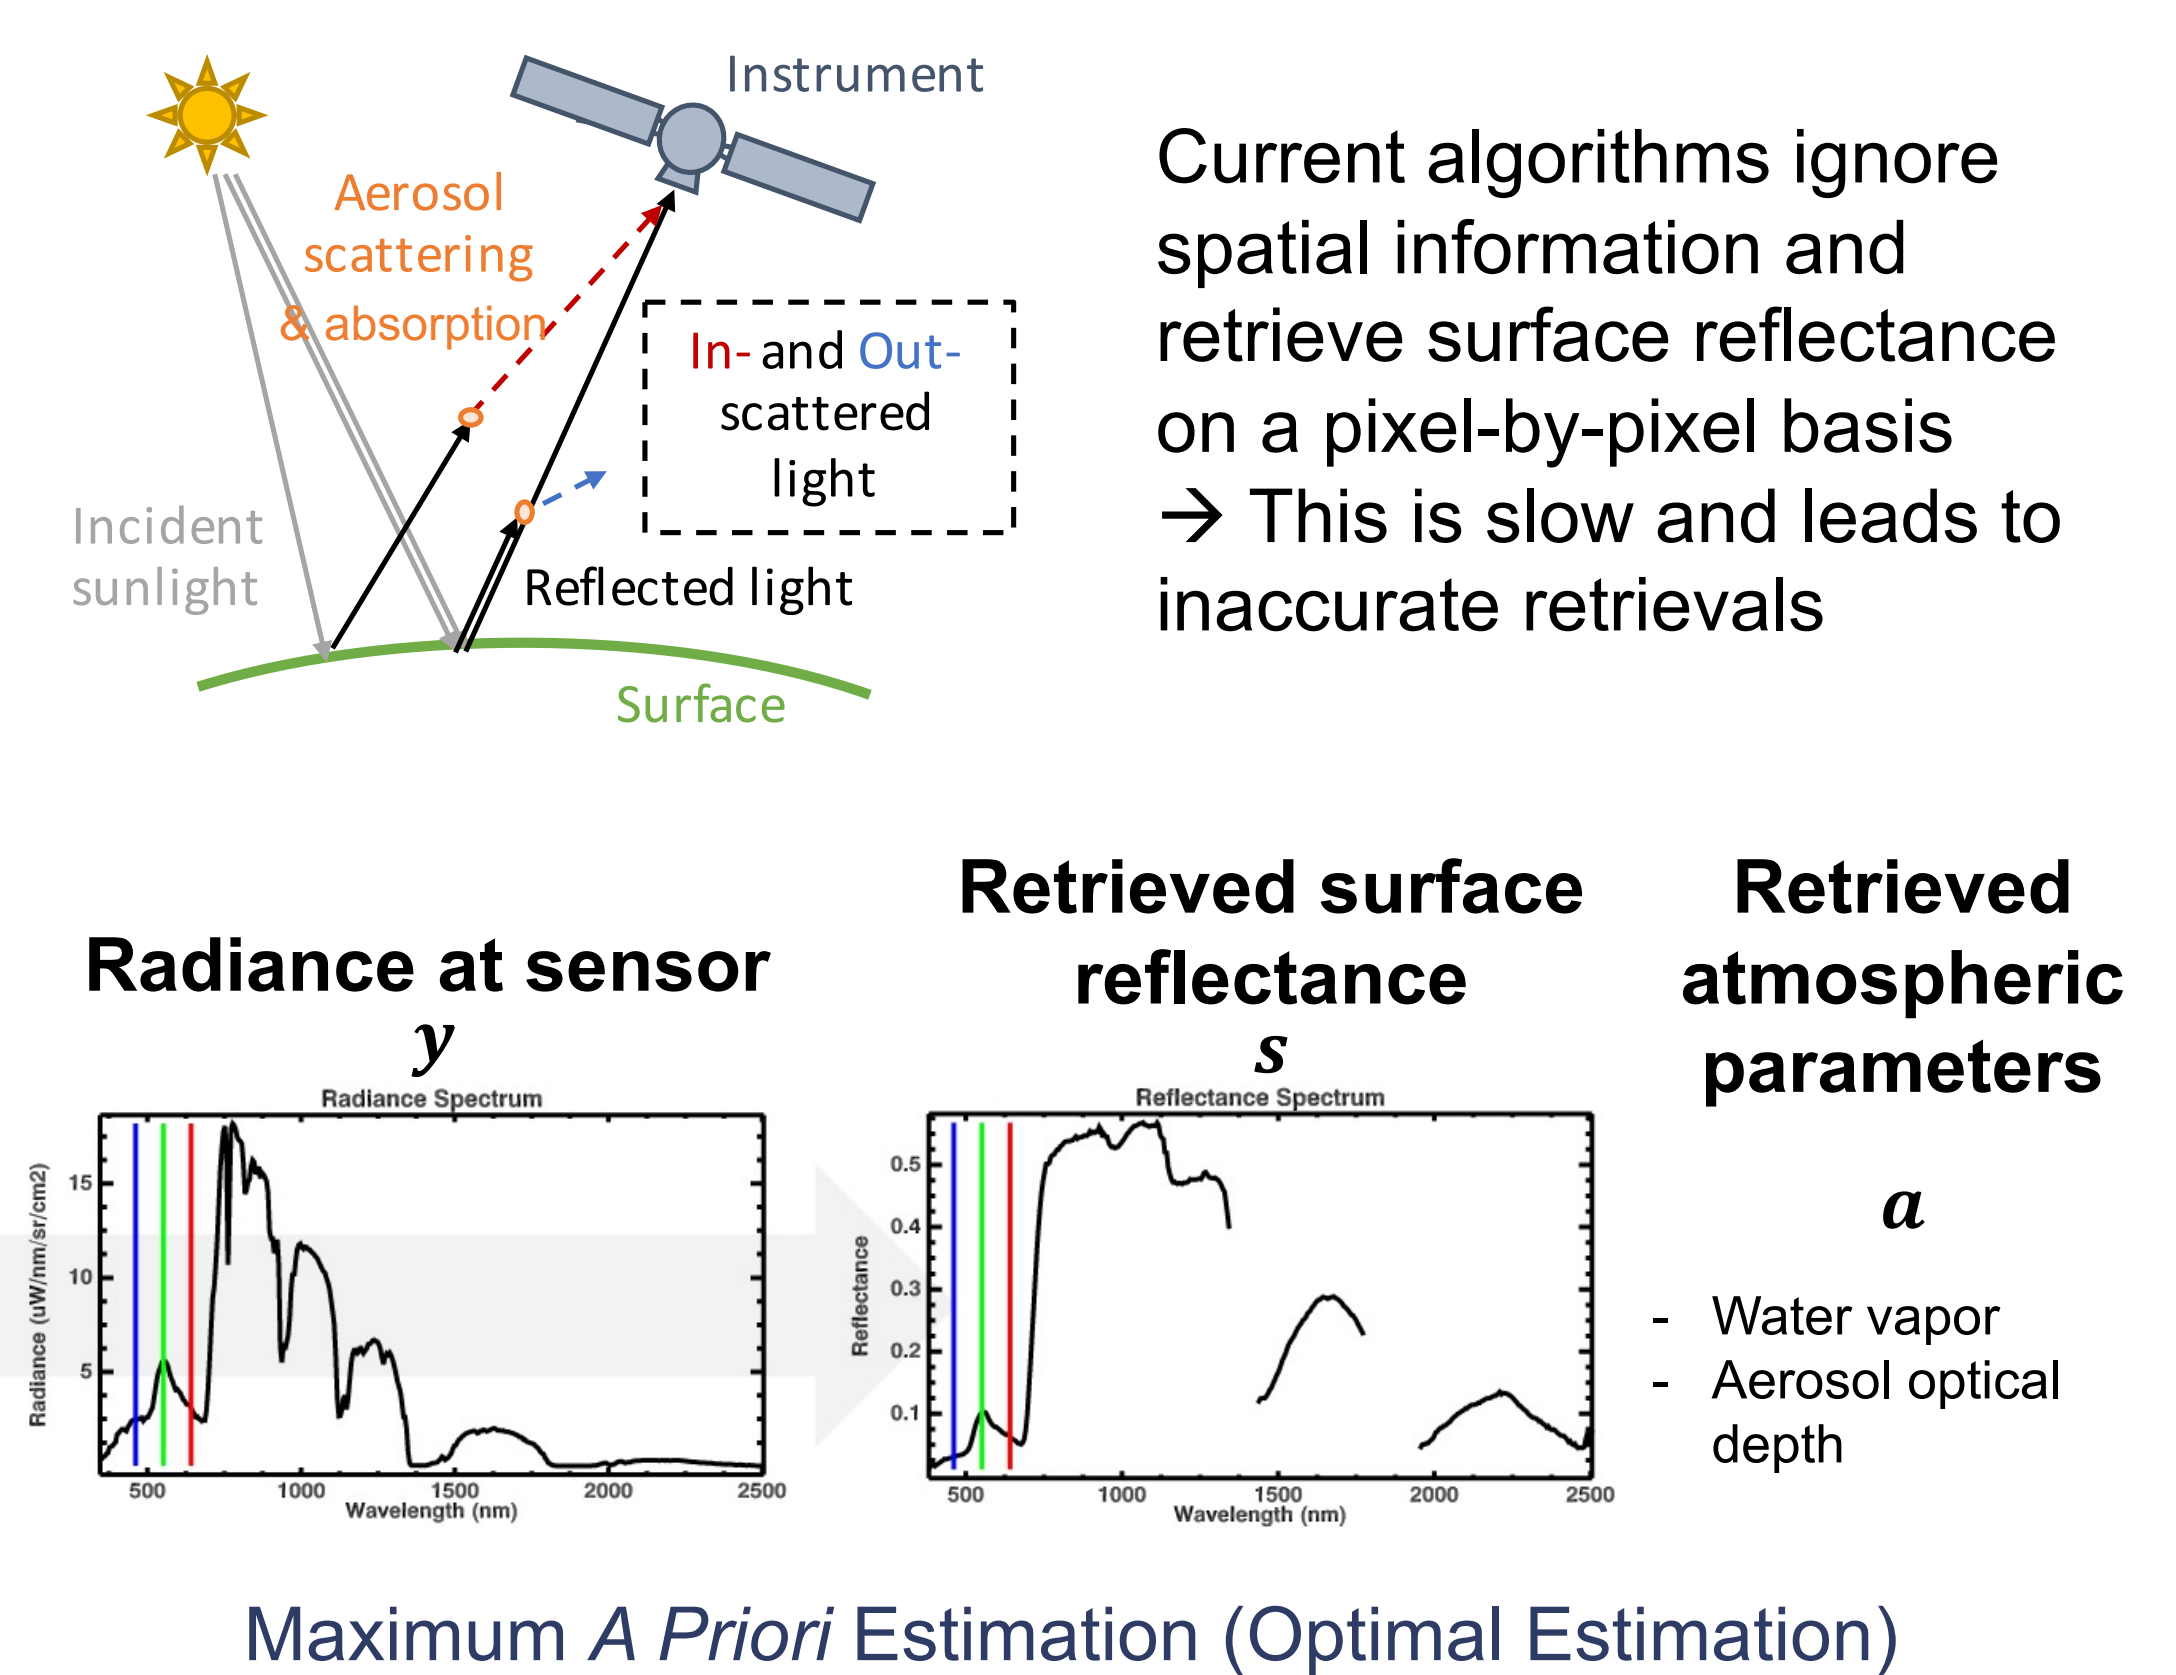 Instrument
Aerosol
scattering
& absorption
In- and Out-
scattered
light
Incident
sunlight
Reflected light
Surface
Current algorithms ignore
spatial information and
retrieve surface reflectance
on a pixel-by-pixel basis
→ This is slow and leads to
inaccurate retrievals
Radiance at sensor
y
Radiance Spectrum
Radiance (uW/nm/sr/cm2)
15
10
5
500 1000 1500 2000 2500
Wavelength (nm)
Retrieved surface
reflectance
s
Reflectance Spectrum
Reflectance
0.5
0.4
0.3
0.2
0.1
500 1000 1500 2000 2500
Wavelength (nm)
Retrieved
atmospheric
parameters
a
- Water vapor
- Aerosol optical
depth
Maximum A Priori Estimation (Optimal Estimation)